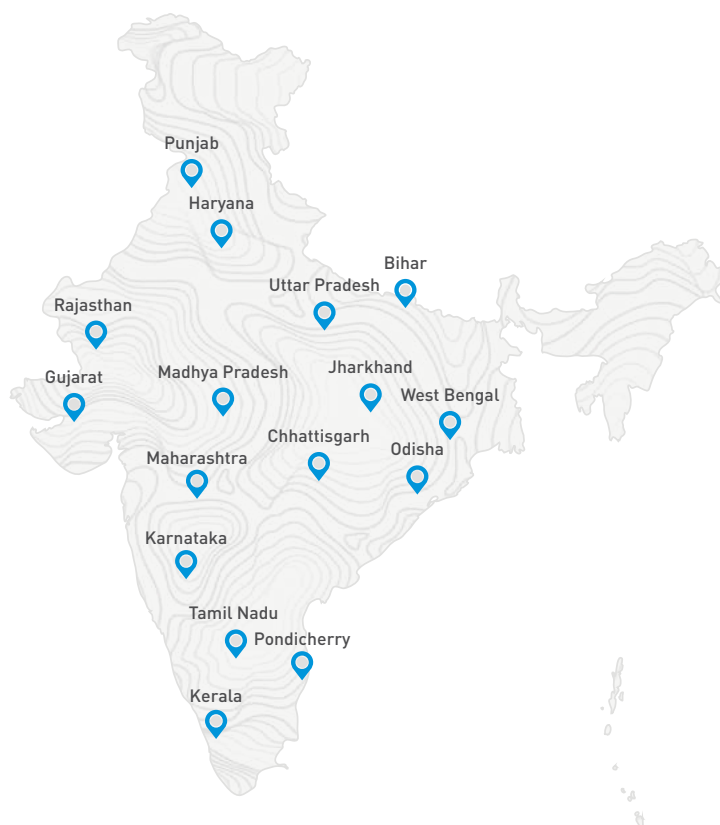 Punjab
Haryana
Bihar
Uttar Pradesh
Rajasthan
Jharkhand
Madhya Pradesh
Gujarat
West Bengal
Chhattisgarh
Odisha
Maharashtra
Karnataka
Tamil Nadu
Pondicherry
Kerala